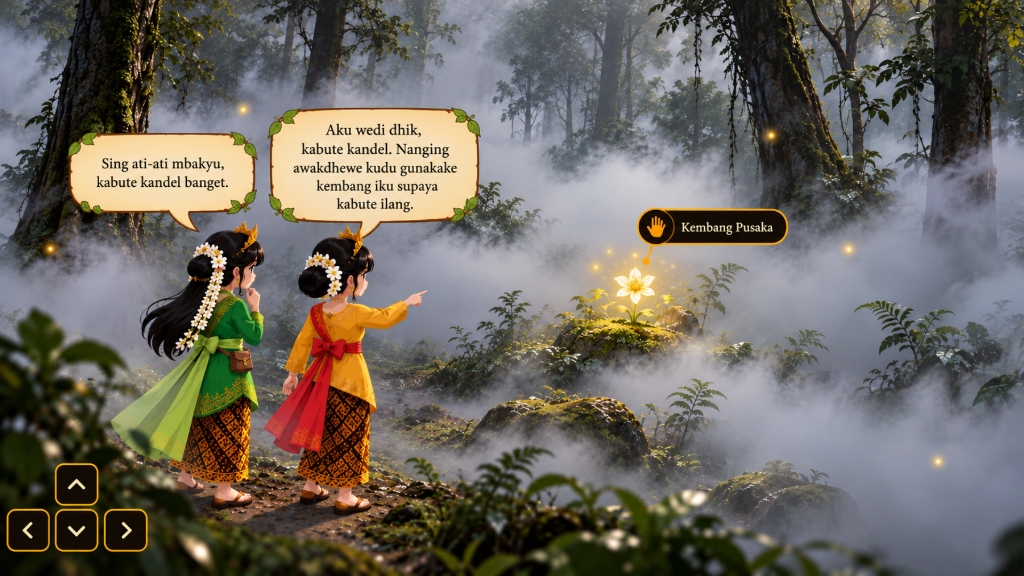 Sing ati-ati mbakyu,
kabute kandel banget.
Aku wedi dhik,
kabute kandel. Nanging
awakdhewe kudu gunakake
kembang iku supaya
kabute ilang.
Kembang Pusaka